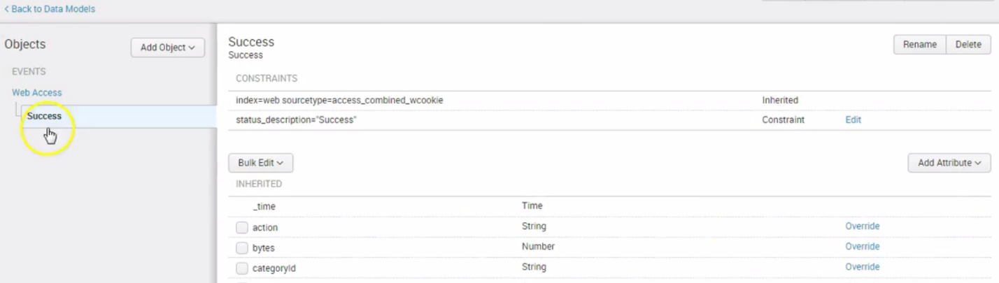 < Back to Data Models
Objects
Add Object
EVENTS
Web Access
Success
Success
Success
Rename
Delete
CONSTRAINTS
index=web sourcetype=access_combined_wcookie Inherited
status_description="Success" Constraint Edit
Bulk Edit
Add Attribute
INHERITED
_time Time
action String Override
bytes Number Override
categoryId String Override